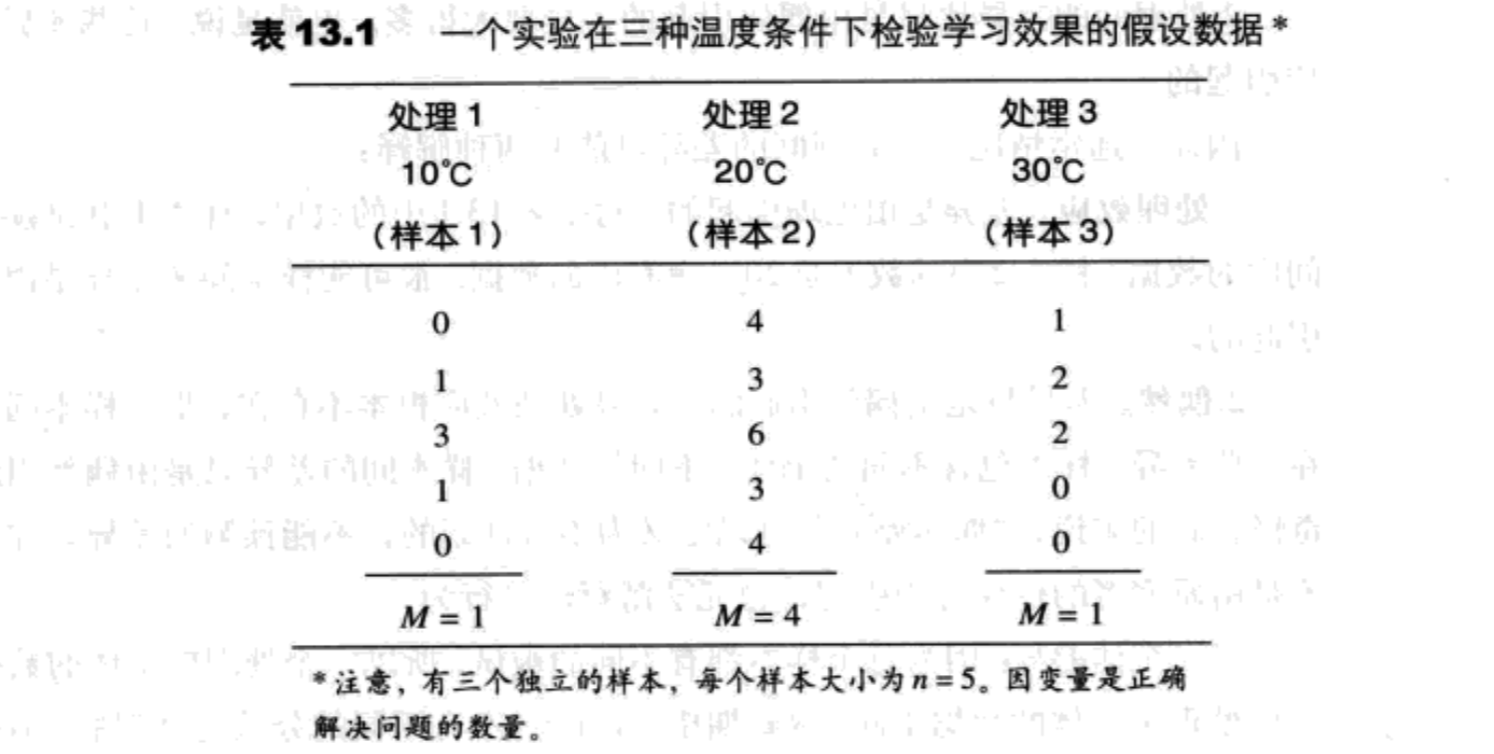 表 13.1 一个实验在三种温度条件下检验学习效果的假设数据*
处理 1 处理 2 处理 3
10℃ 20℃ 30℃
(样本 1) (样本 2) (样本 3)
0 4 1
1 3 2
3 6 2
1 3 0
0 4 0
M = 1 M = 4 M = 1
*注意，有三个独立的样本，每个样本大小为 n = 5。因变量是正确
解决问题的数量。